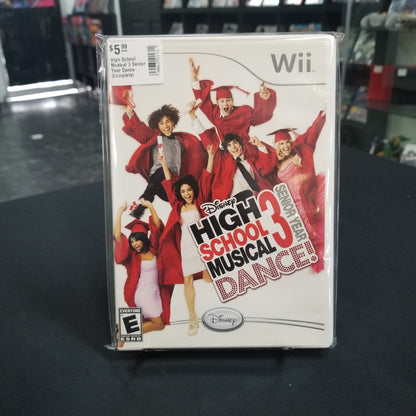 $5.99
High School
Musical 3 Senior
Year Dance
(Complete)
Wii
Disney
HIGH
SCHOOL
MUSICAL 3
SENIOR YEAR
DANCE!
EVERYONE
E
ESRB
Disney